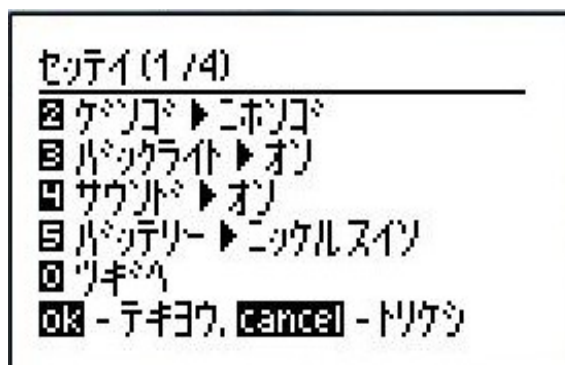 セッテイ (1 /4)
2 ゲンゴ ▶ ニホンゴ
3 バックライト ▶ オン
4 サウンド ▶ オン
5 バッテリー ▶ ニッケル スイソ
0 ツギヘ
ok - テキヨウ, cancel - トリケシ